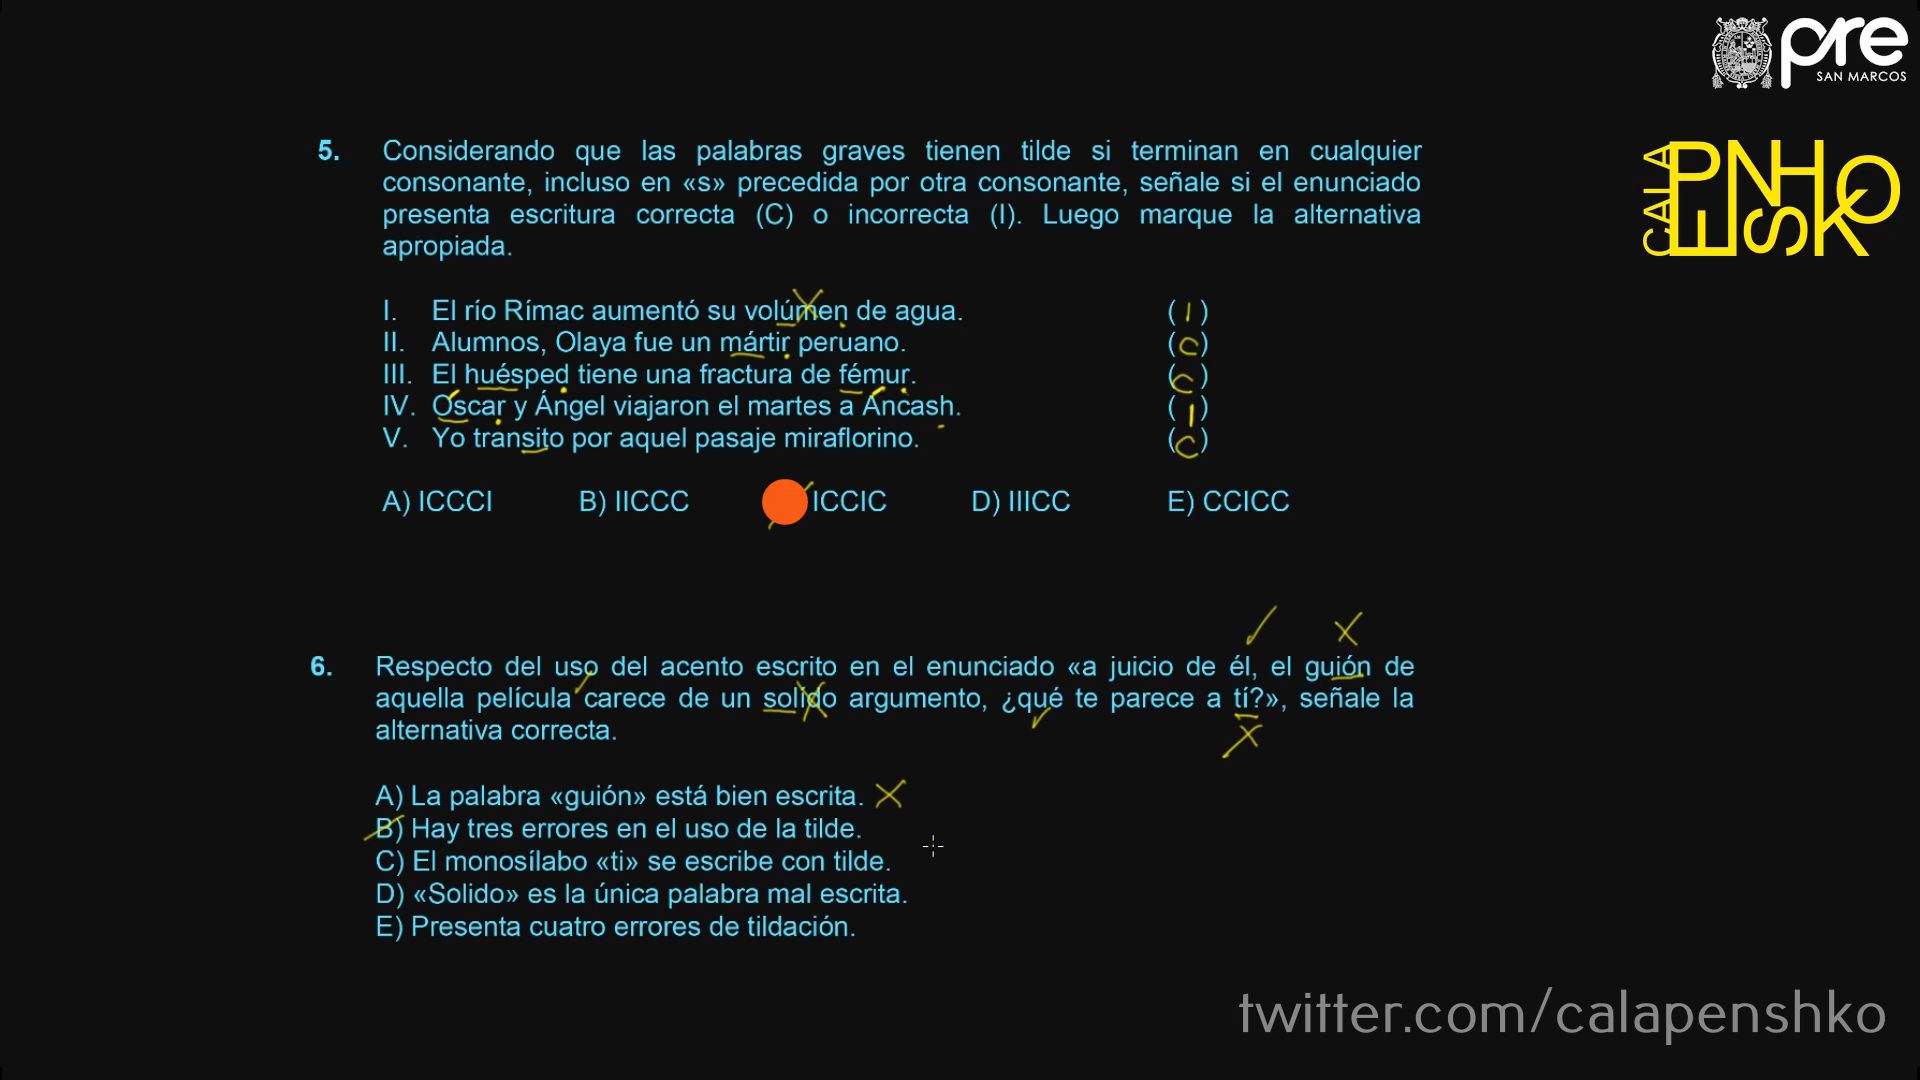 pre
SAN MARCOS
CALA
PENSHKO
5. Considerando que las palabras graves tienen tilde si terminan en cualquier
consonante, incluso en «s» precedida por otra consonante, señale si el enunciado
presenta escritura correcta (C) o incorrecta (I). Luego marque la alternativa
apropiada.
I. El río Rímac aumentó su volúmen de agua. (I)
II. Alumnos, Olaya fue un mártir peruano. (C)
III. El huésped tiene una fractura de fémur. (C)
IV. Óscar y Ángel viajaron el martes a Áncash. (I)
V. Yo transito por aquel pasaje miraflorino. (C)
A) ICCCI B) IICCC ICCIC D) IIICC E) CCICC
6. Respecto del uso del acento escrito en el enunciado «a juicio de él, el guión de
aquella película carece de un solido argumento, ¿qué te parece a tí?», señale la
alternativa correcta.
A) La palabra «guión» está bien escrita.
B) Hay tres errores en el uso de la tilde.
C) El monosílabo «ti» se escribe con tilde.
D) «Solido» es la única palabra mal escrita.
E) Presenta cuatro errores de tildación.
twitter.com/calapenshko